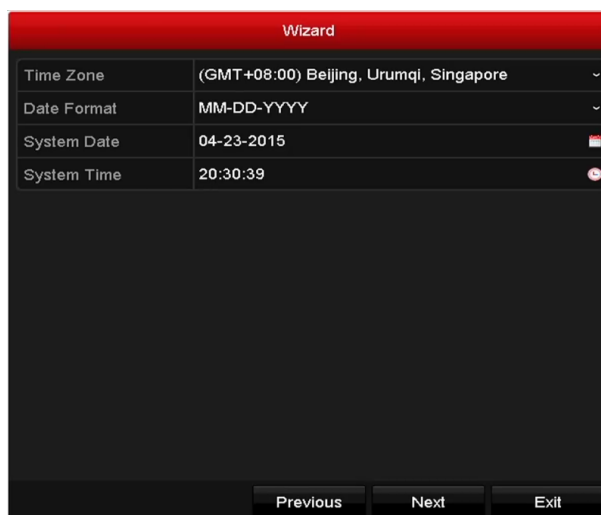 Wizard
Time Zone (GMT+08:00) Beijing, Urumqi, Singapore
Date Format MM-DD-YYYY
System Date 04-23-2015
System Time 20:30:39
Previous Next Exit